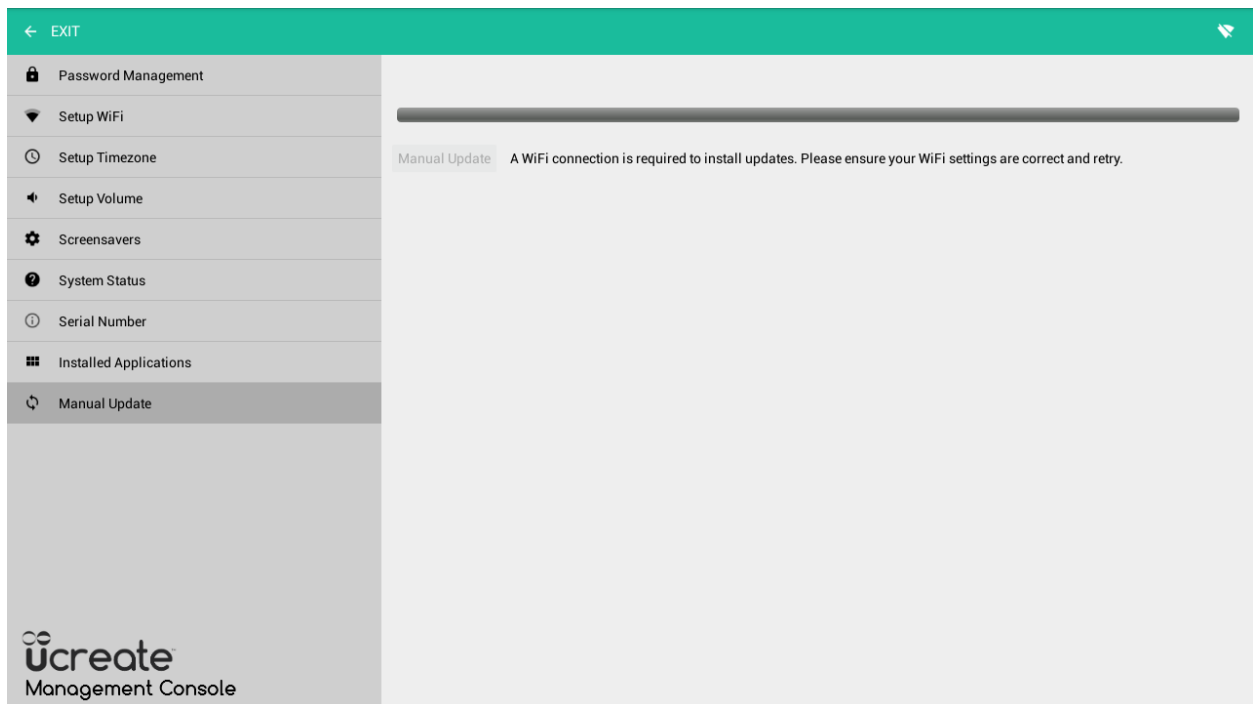 EXIT
Password Management
Setup WiFi
Setup Timezone
Setup Volume
Screensavers
System Status
Serial Number
Installed Applications
Manual Update
Manual Update A WiFi connection is required to install updates. Please ensure your WiFi settings are correct and retry.
ücreate™
Management Console